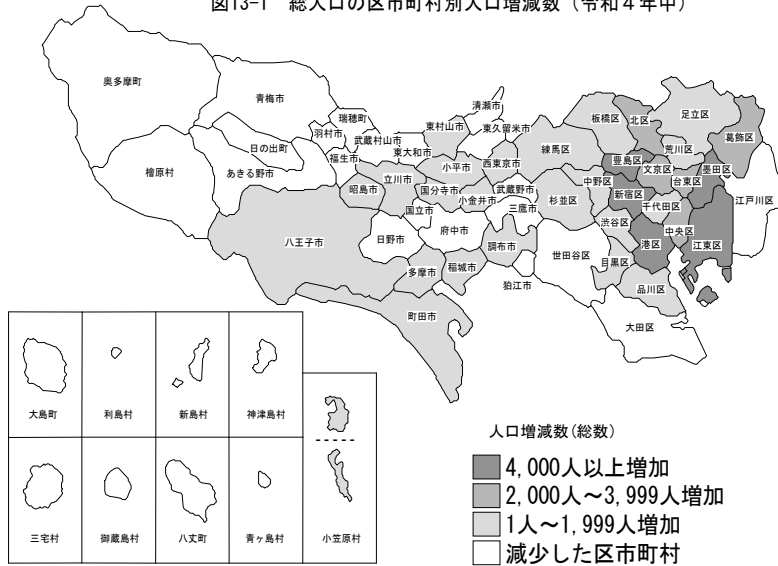 図13-1 総人口の区市町村別人口増減数（令和４年中）
奥多摩町
青梅市
瑞穂町
羽村市
武蔵村山市
東大和市
東村山市
清瀬市
東久留米市
日の出町
福生市
檜原村
あきる野市
昭島市
立川市
小平市
西東京市
国分寺市
小金井市
武蔵野市
三鷹市
国立市
八王子市
日野市
府中市
調布市
多摩市
稲城市
狛江市
町田市
練馬区
板橋区
北区
足立区
葛飾区
荒川区
豊島区
文京区
台東区
墨田区
江戸川区
中野区
杉並区
新宿区
千代田区
渋谷区
中央区
港区
江東区
世田谷区
目黒区
品川区
大田区
大島町
利島村
新島村
神津島村
三宅村
御蔵島村
八丈町
青ヶ島村
小笠原村
人口増減数(総数)
4,000人以上増加
2,000人～3,999人増加
1人～1,999人増加
減少した区市町村